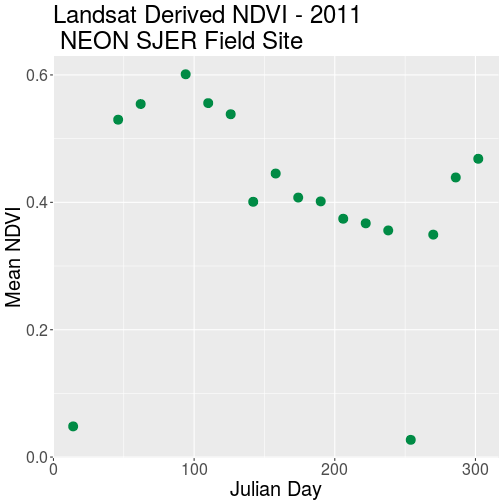 Landsat Derived NDVI - 2011
NEON SJER Field Site
Mean NDVI
0.6
0.4
0.2
0.0
0 100 200 300
Julian Day